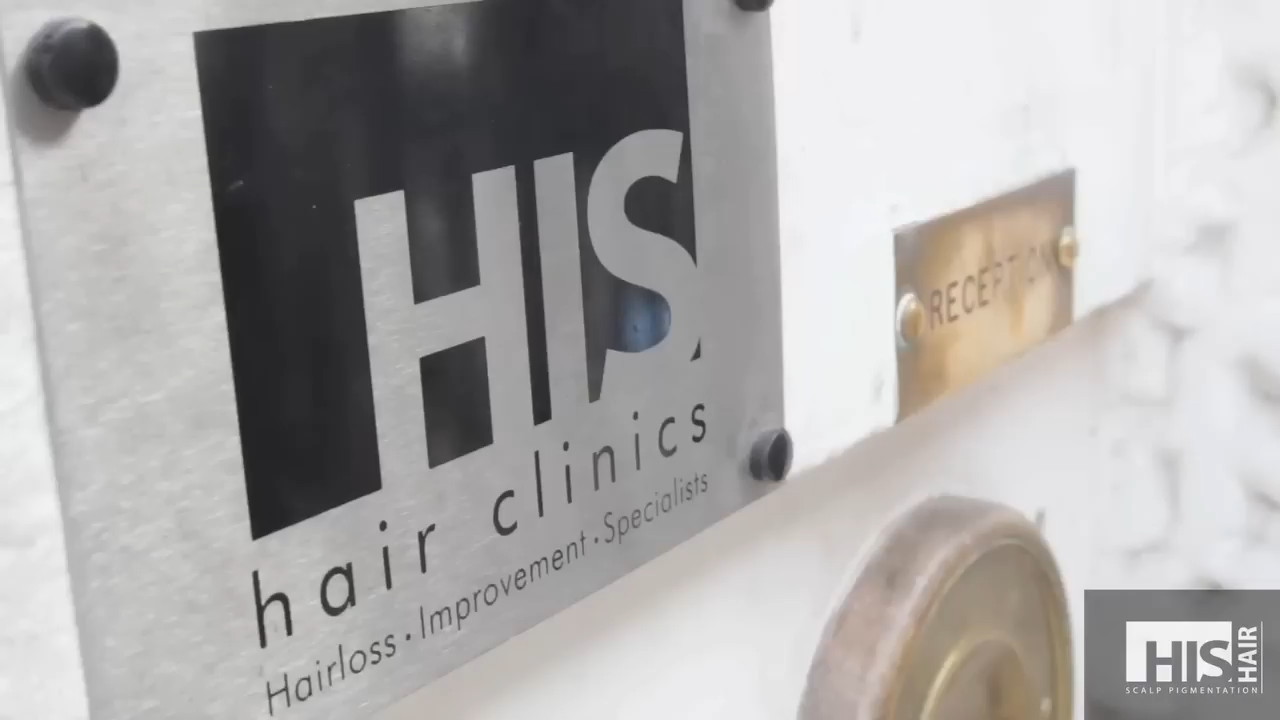 HIS
hair clinics
Hairloss · Improvement · Specialists
RECEPTION
HIS HAIR
SCALP PIGMENTATION